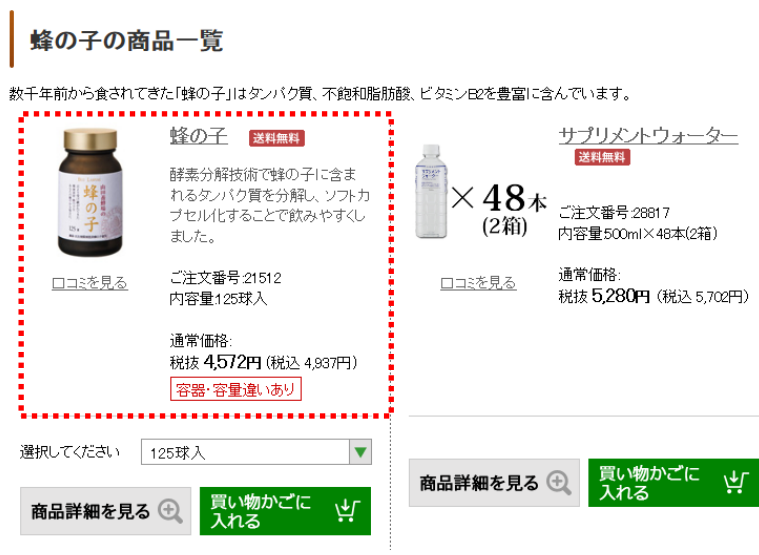 蜂の子の商品一覧
数千年前から食されてきた「蜂の子」はタンパク質、不飽和脂肪酸、ビタミンB2を豊富に含んでいます。
蜂の子 送料無料
酵素分解技術で蜂の子に含ま
れるタンパク質を分解し、ソフトカ
プセル化することで飲みやすくし
ました。
蜂の子
口コミを見る
ご注文番号:21512
内容量:125球入
通常価格:
税抜 4,572円 (税込 4,937円)
容器・容量違いあり
選択してください
125球入
商品詳細を見る
買い物かごに
入れる
サプリメントウォーター
送料無料
×48本
(2箱)
口コミを見る
ご注文番号:28817
内容量:500ml×48本(2箱)
通常価格:
税抜 5,280円 (税込 5,702円)
商品詳細を見る
買い物かごに
入れる